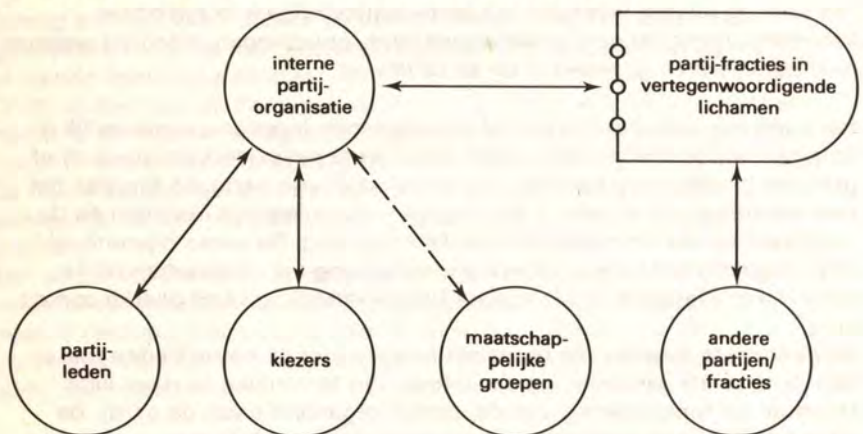 interne
partij-
organisatie
partij-fracties in
vertegenwoordigende
lichamen
partij-
leden
kiezers
maatschap-
pelijke
groepen
andere
partijen/
fracties